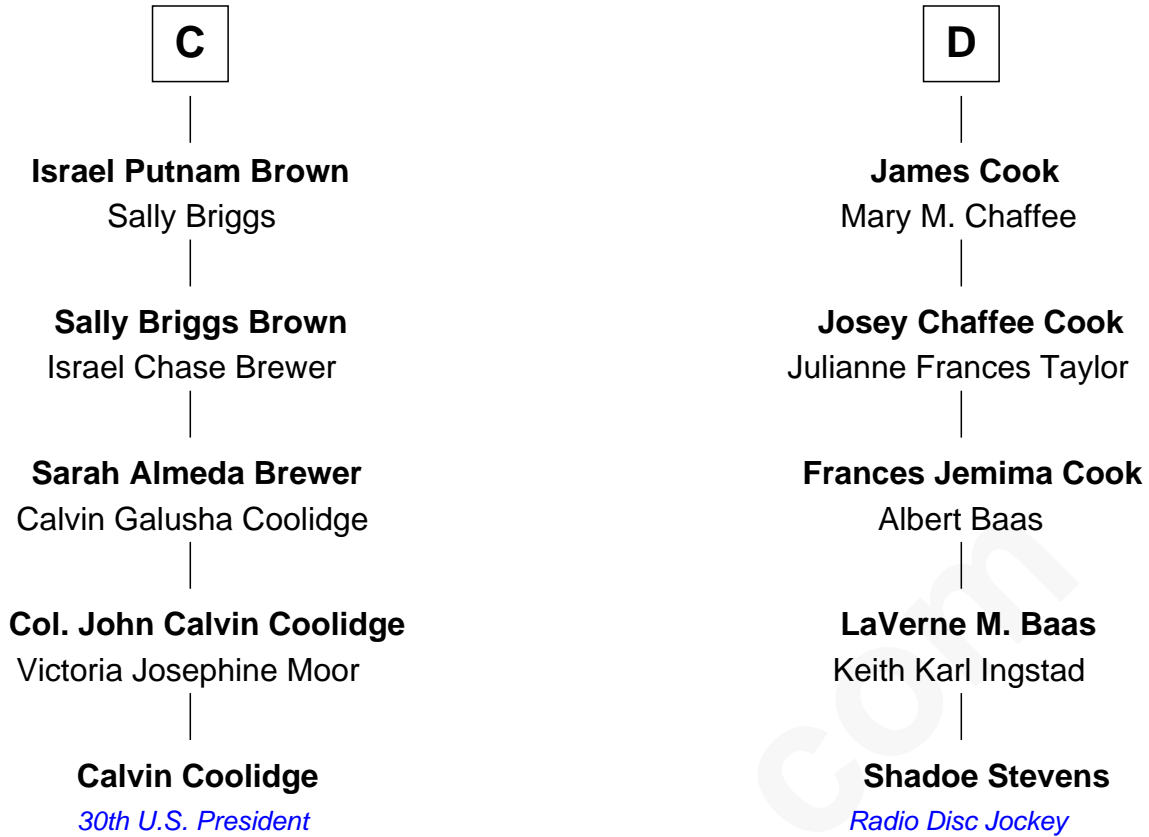 C
Israel Putnam Brown
Sally Briggs
Sally Briggs Brown
Israel Chase Brewer
Sarah Almeda Brewer
Calvin Galusha Coolidge
Col. John Calvin Coolidge
Victoria Josephine Moor
Calvin Coolidge
30th U.S. President
D
James Cook
Mary M. Chaffee
Josey Chaffee Cook
Julianne Frances Taylor
Frances Jemima Cook
Albert Baas
LaVerne M. Baas
Keith Karl Ingstad
Shadoe Stevens
Radio Disc Jockey
com